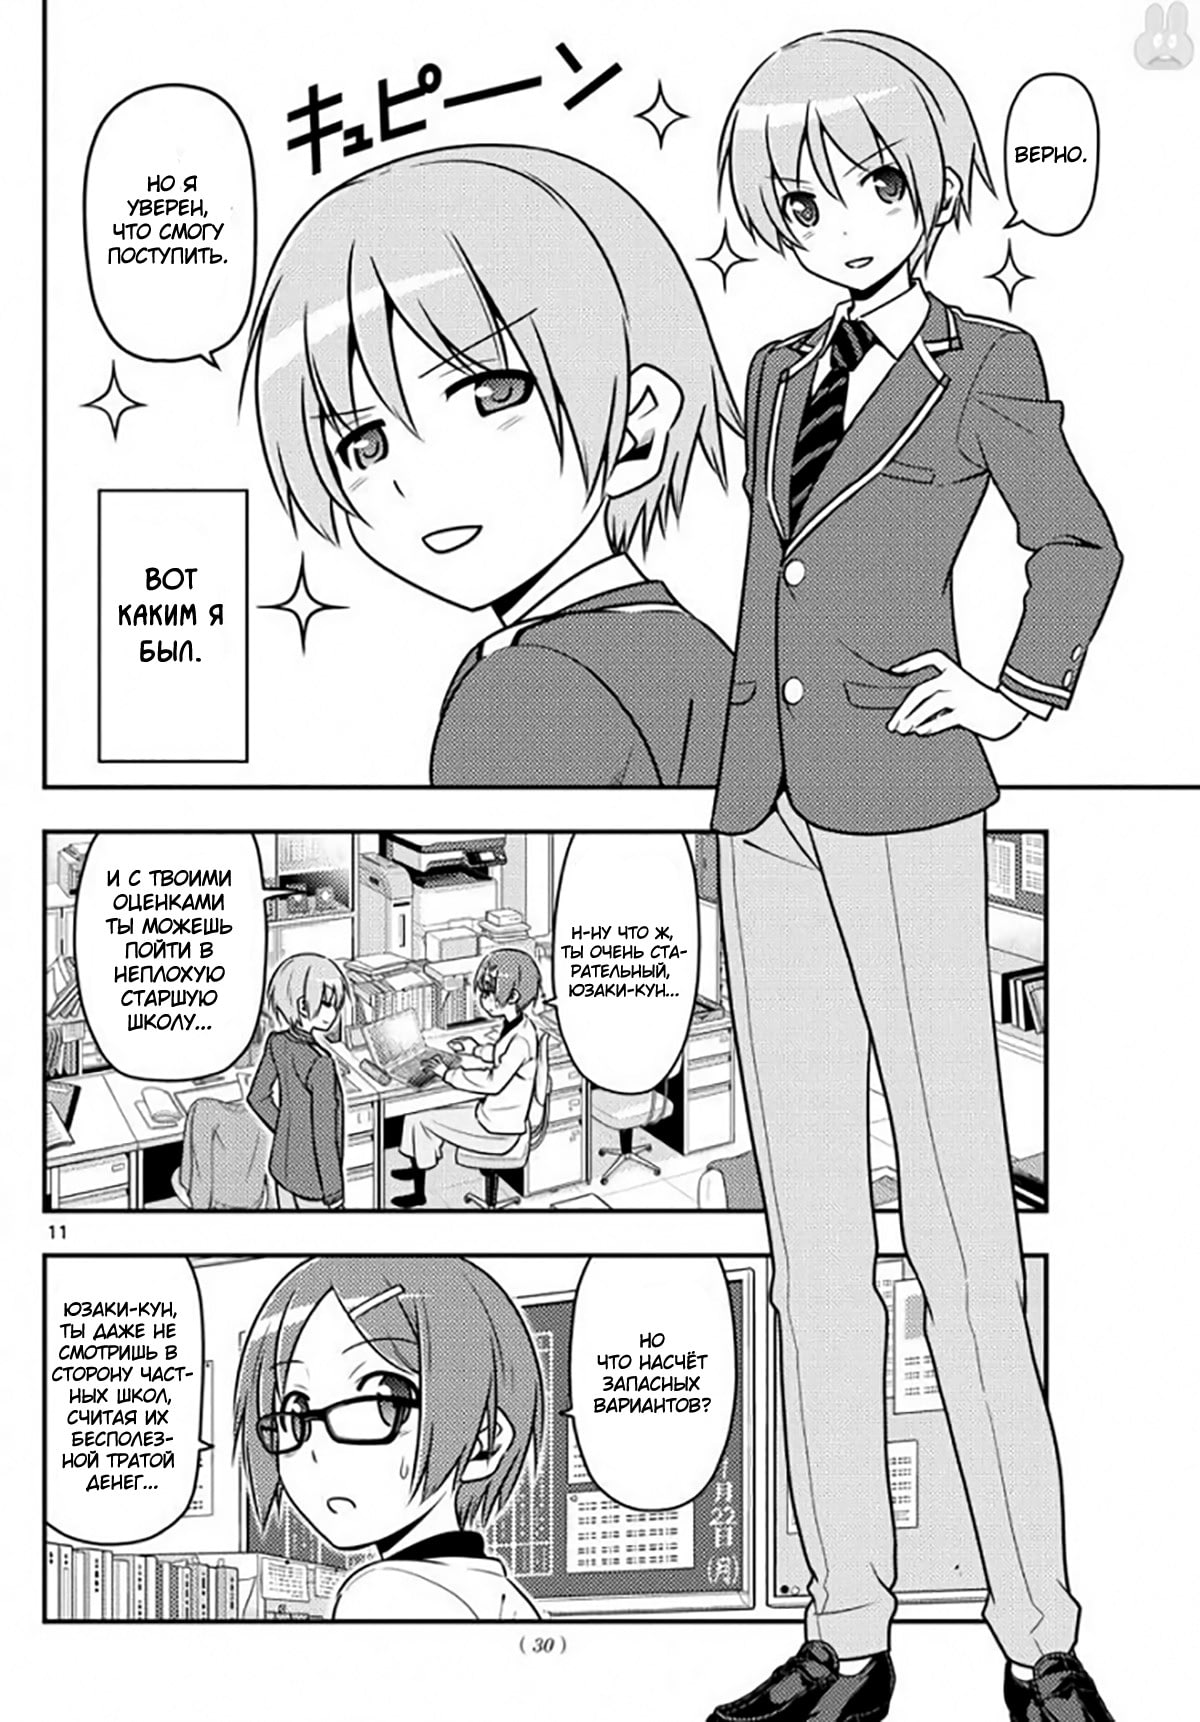 ВЕРНО.
キュピーン
НО Я
УВЕРЕН,
ЧТО СМОГУ
ПОСТУПИТЬ.
ВОТ
КАКИМ Я
БЫЛ.
Н-НУ ЧТО Ж,
ТЫ ОЧЕНЬ СТА-
РАТЕЛЬНЫЙ,
ЮЗАКИ-КУН...
И С ТВОИМИ
ОЦЕНКАМИ
ТЫ МОЖЕШЬ
ПОЙТИ В
НЕПЛОХУЮ
СТАРШУЮ
ШКОЛУ...
11
НО
ЧТО НАСЧЁТ
ЗАПАСНЫХ
ВАРИАНТОВ?
ЮЗАКИ-КУН,
ТЫ ДАЖЕ НЕ
СМОТРИШЬ В
СТОРОНУ ЧАСТ-
НЫХ ШКОЛ,
СЧИТАЯ ИХ
БЕСПОЛЕЗ-
НОЙ ТРАТОЙ
ДЕНЕГ...
月22日(月)
( 30 )